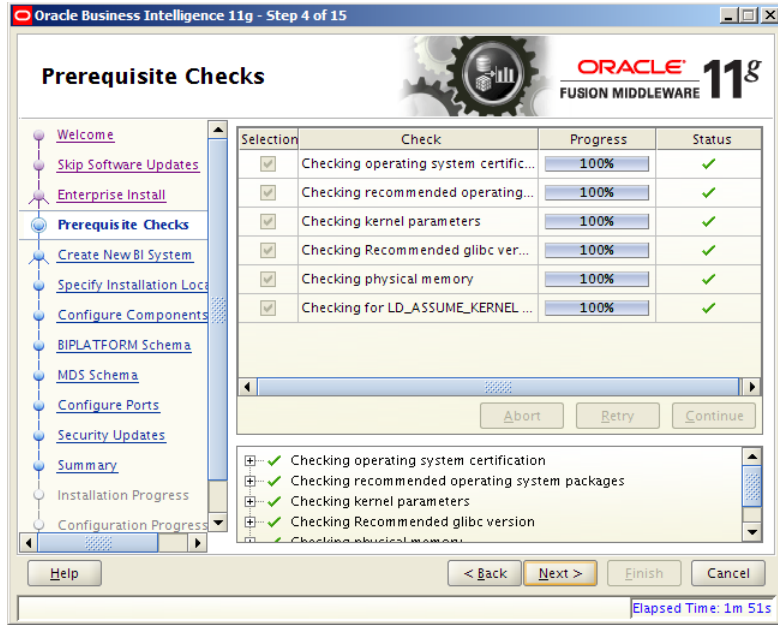 Oracle Business Intelligence 11g - Step 4 of 15
Prerequisite Checks
ORACLE
FUSION MIDDLEWARE 11g
Welcome
Skip Software Updates
Enterprise Install
Prerequisite Checks
Create New BI System
Specify Installation Loca
Configure Components
BIPLATFORM Schema
MDS Schema
Configure Ports
Security Updates
Summary
Installation Progress
Configuration Progress
Selection Check Progress Status
Checking operating system certific... 100%
Checking recommended operating... 100%
Checking kernel parameters 100%
Checking Recommended glibc ver... 100%
Checking physical memory 100%
Checking for LD_ASSUME_KERNEL ... 100%
Abort Retry Continue
Checking operating system certification
Checking recommended operating system packages
Checking kernel parameters
Checking Recommended glibc version
Checking physical memory
Help < Back Next > Finish Cancel
Elapsed Time: 1m 51s